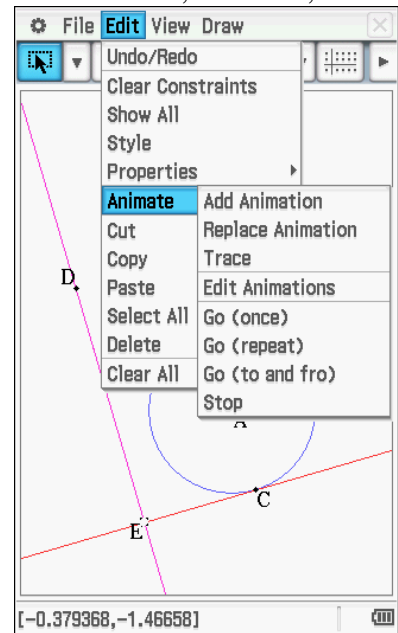 File Edit View Draw
Undo/Redo
Clear Constraints
Show All
Style
Properties
Animate
Cut
Copy
Paste
Select All
Delete
Clear All
Add Animation
Replace Animation
Trace
Edit Animations
Go (once)
Go (repeat)
Go (to and fro)
Stop
D
A
C
E
[-0.379368,-1.46658]